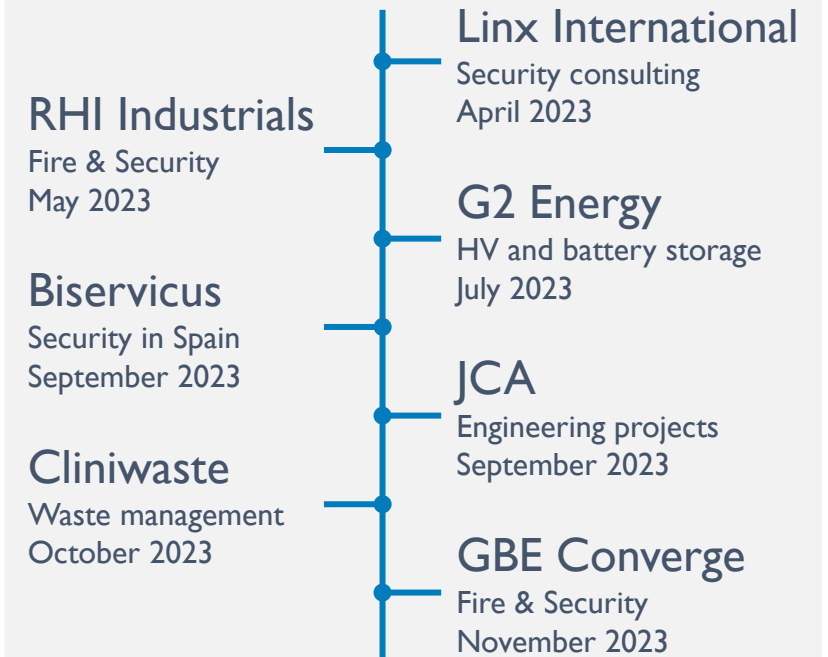 Linx International
Security consulting
April 2023
RHI Industrials
Fire & Security
May 2023
G2 Energy
HV and battery storage
July 2023
Biservicus
Security in Spain
September 2023
JCA
Engineering projects
September 2023
Cliniwaste
Waste management
October 2023
GBE Converge
Fire & Security
November 2023